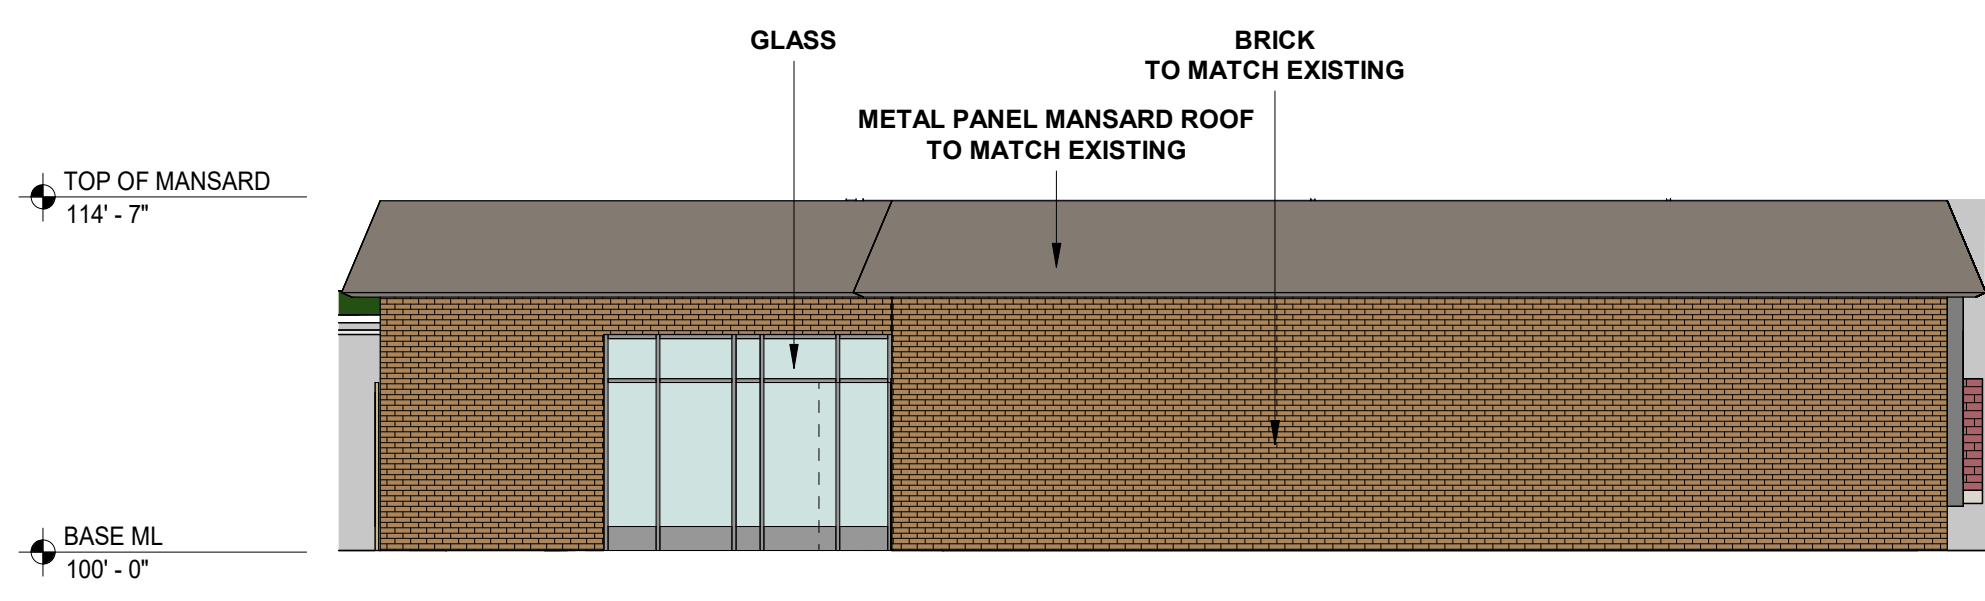 GLASS
BRICK
TO MATCH EXISTING
METAL PANEL MANSARD ROOF
TO MATCH EXISTING
TOP OF MANSARD
114' - 7"
BASE ML
100' - 0"